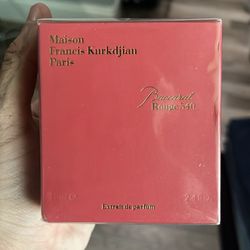 Maison
Francis Kurkdjian
Paris
Baccarat
Rouge 540
Extrait de parfum